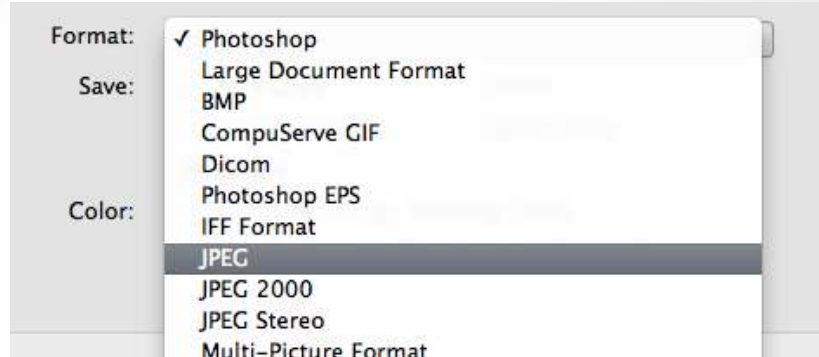 Format:
✓ Photoshop
Large Document Format
Save:
BMP
CompuServe GIF
Dicom
Photoshop EPS
Color:
IFF Format
JPEG
JPEG 2000
JPEG Stereo
Multi-Picture Format